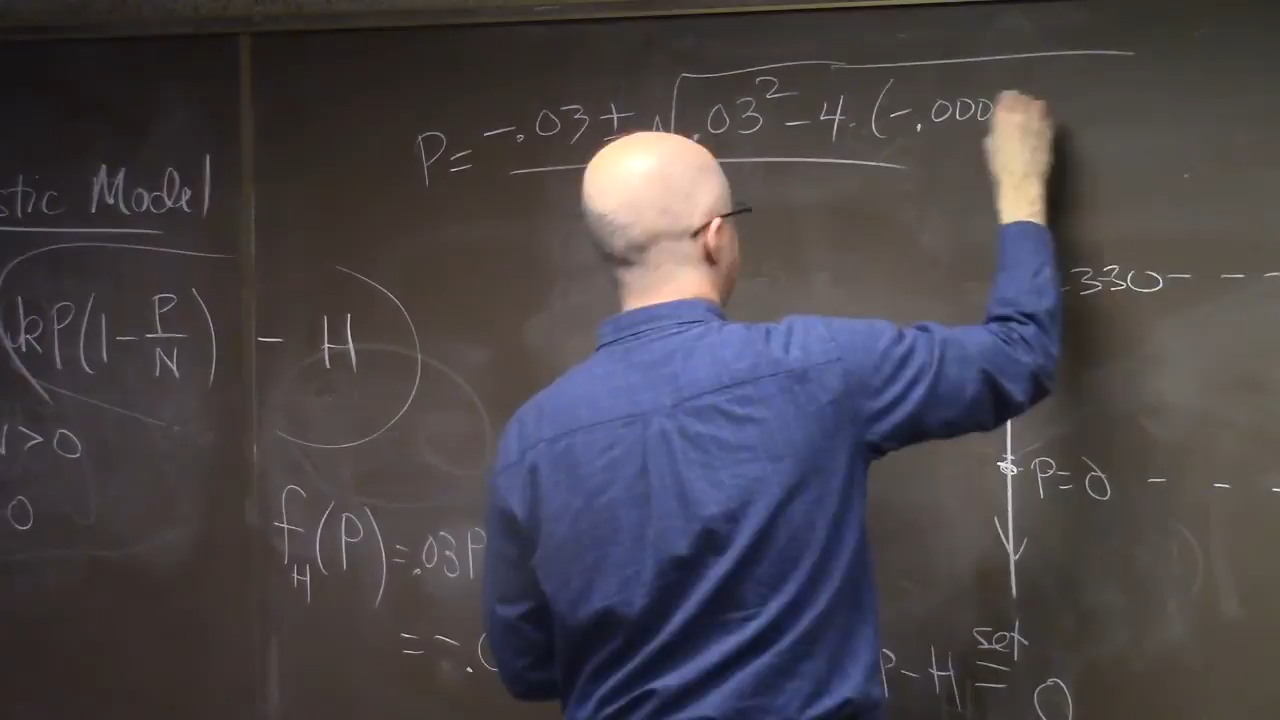 P = -.03 ± √.03² - 4·(-.000
stic Model
kP(1 - P/N) - H
330
> 0
P = 0
0
f_H(P) = .03P
= -.0
P - H set = 0